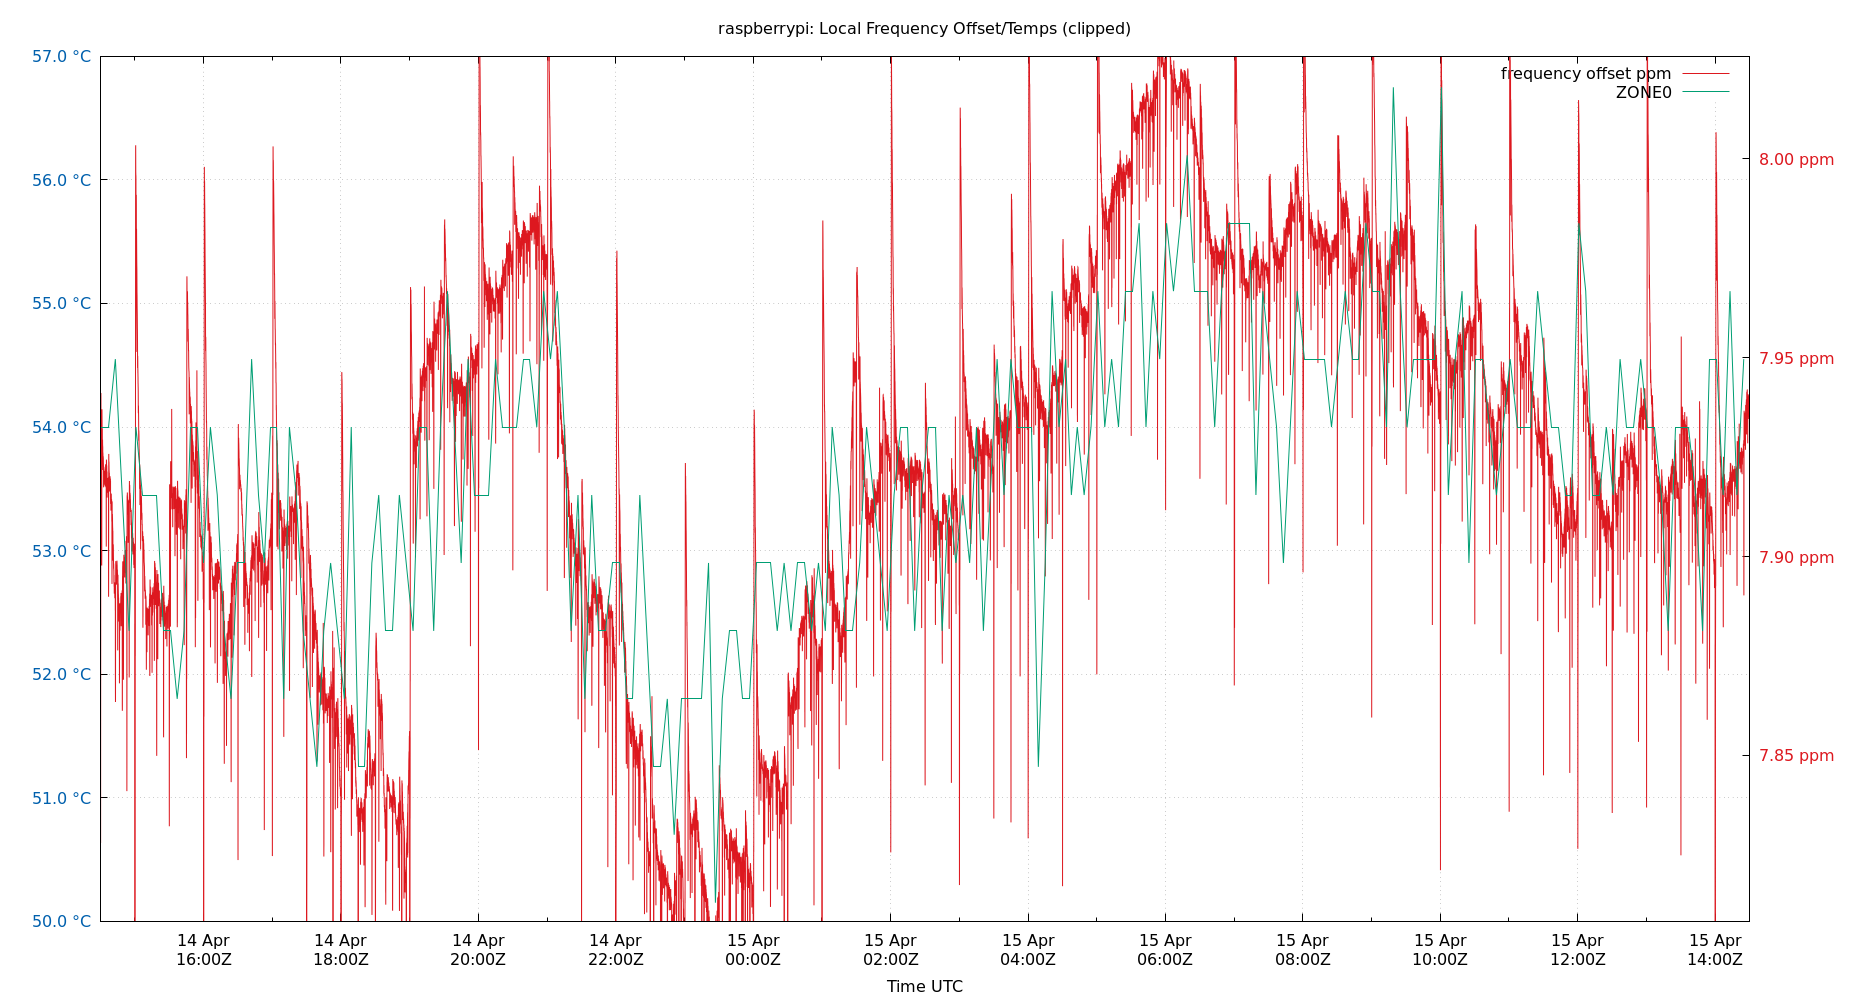 raspberrypi: Local Frequency Offset/Temps (clipped)
frequency offset ppm
ZONE0
57.0 °C
56.0 °C
55.0 °C
54.0 °C
53.0 °C
52.0 °C
51.0 °C
50.0 °C
8.00 ppm
7.95 ppm
7.90 ppm
7.85 ppm
14 Apr 14 Apr 14 Apr 14 Apr 15 Apr 15 Apr 15 Apr 15 Apr 15 Apr 15 Apr 15 Apr 15 Apr
16:00Z 18:00Z 20:00Z 22:00Z 00:00Z 02:00Z 04:00Z 06:00Z 08:00Z 10:00Z 12:00Z 14:00Z
Time UTC